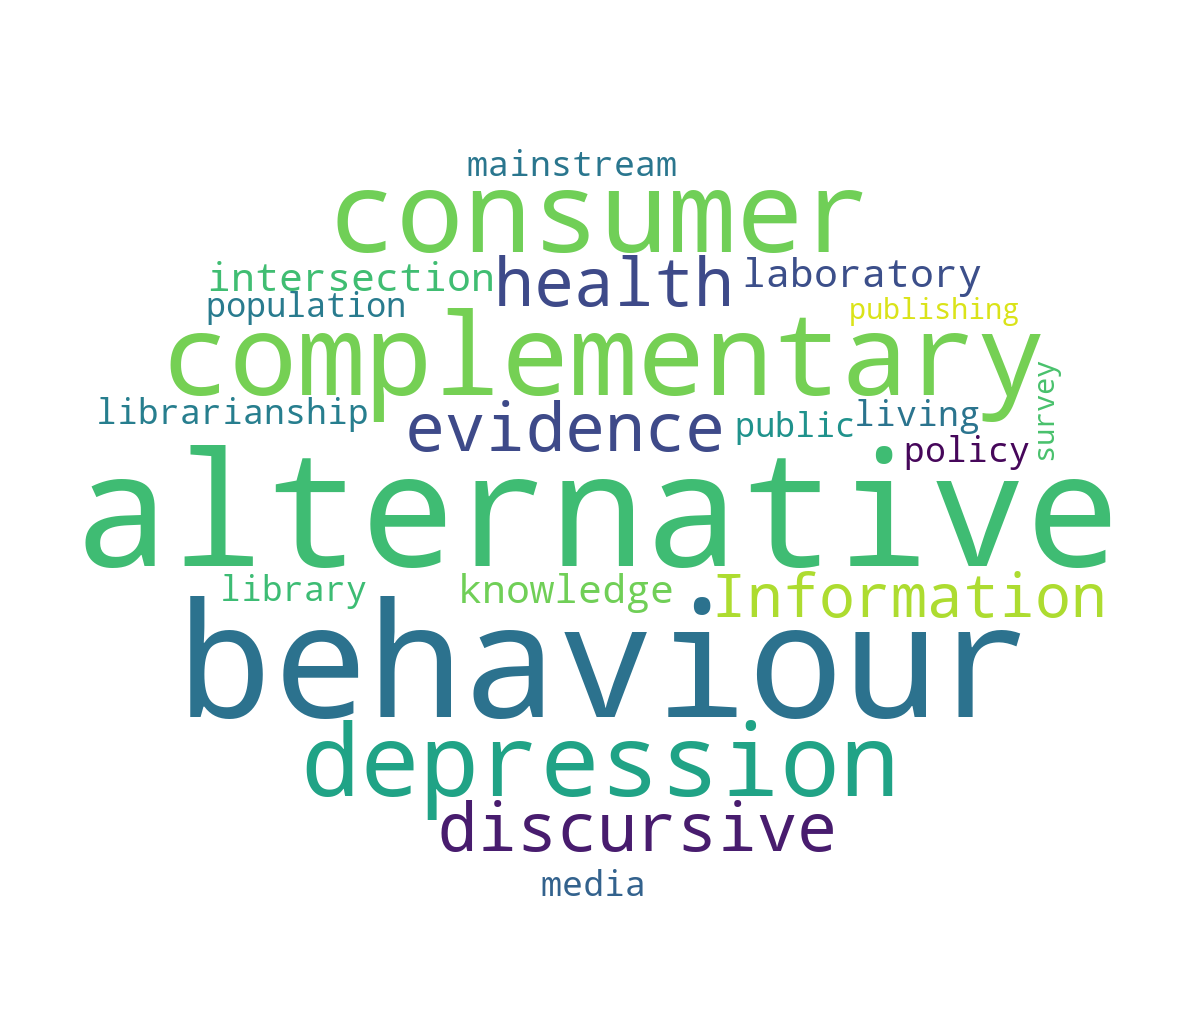 mainstream
consumer
intersection health laboratory
population publishing
complementary
librarianship evidence public living survey
policy
alternative
library knowledge Information
behaviour
depression
discursive
media